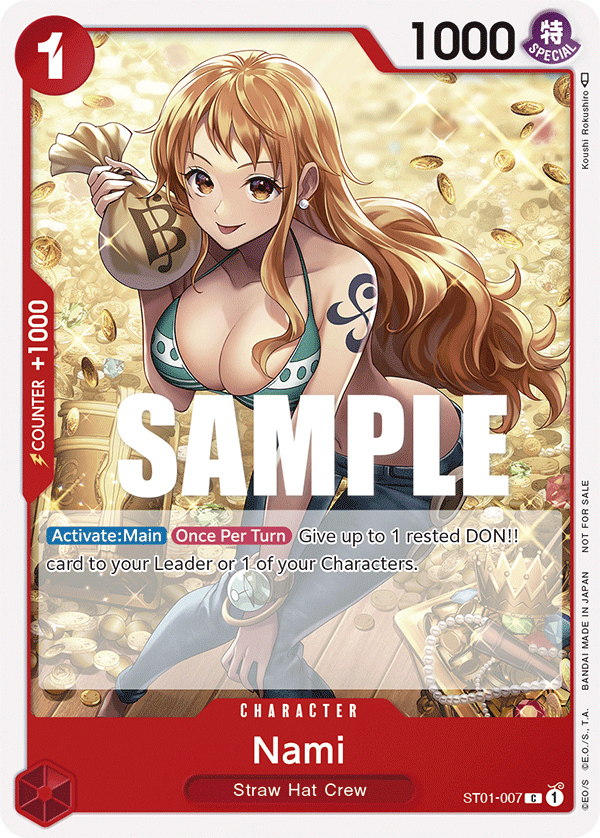 1
1000
特
SPECIAL
Koushi Rokushiro
COUNTER +1000
฿
SAMPLE
Activate:Main Once Per Turn Give up to 1 rested DON!!
card to your Leader or 1 of your Characters.
CHARACTER
Nami
Straw Hat Crew
ST01-007 C 1
©EO/S ©E.O./S., T.A. BANDAI MADE IN JAPAN NOT FOR SALE